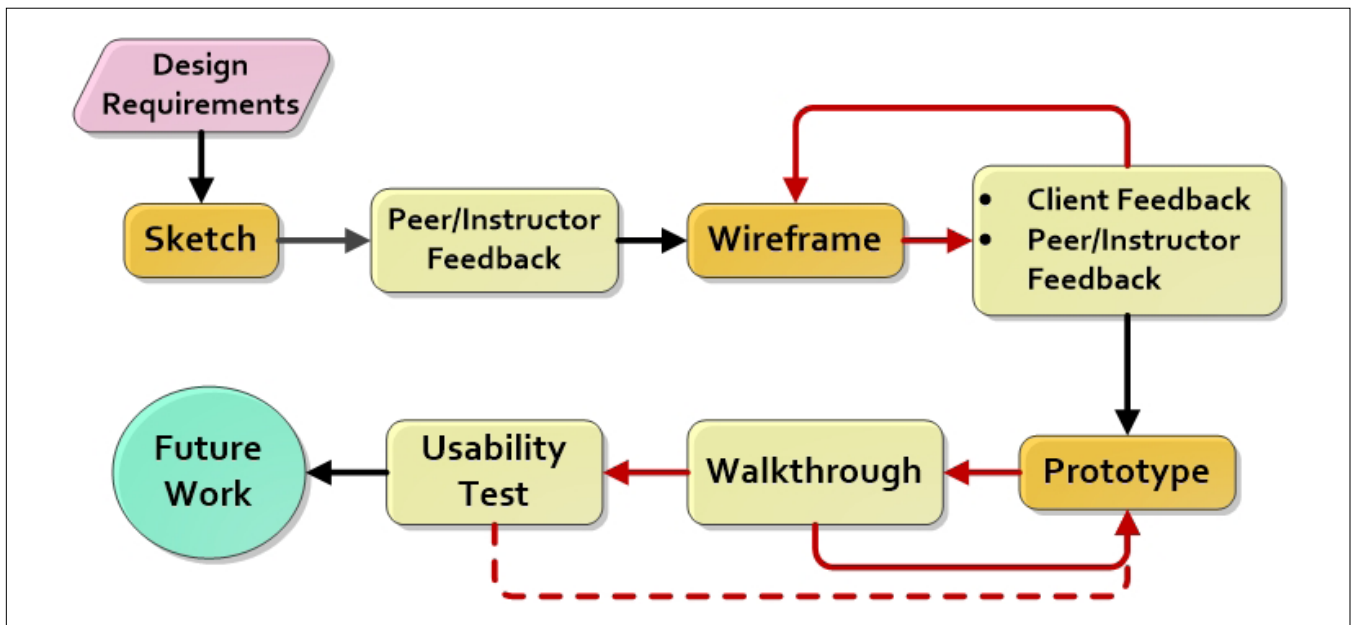 Design
Requirements
Sketch
Peer/Instructor
Feedback
Wireframe
• Client Feedback
• Peer/Instructor
Feedback
Future
Work
Usability
Test
Walkthrough
Prototype